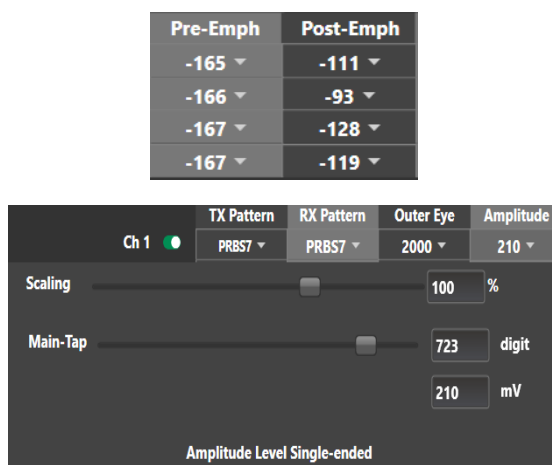 Pre-Emph Post-Emph
-165 -111
-166 -93
-167 -128
-167 -119
TX Pattern RX Pattern Outer Eye Amplitude
Ch 1 PRBS7 PRBS7 2000 210
Scaling 100 %
Main-Tap 723 digit
210 mV
Amplitude Level Single-ended